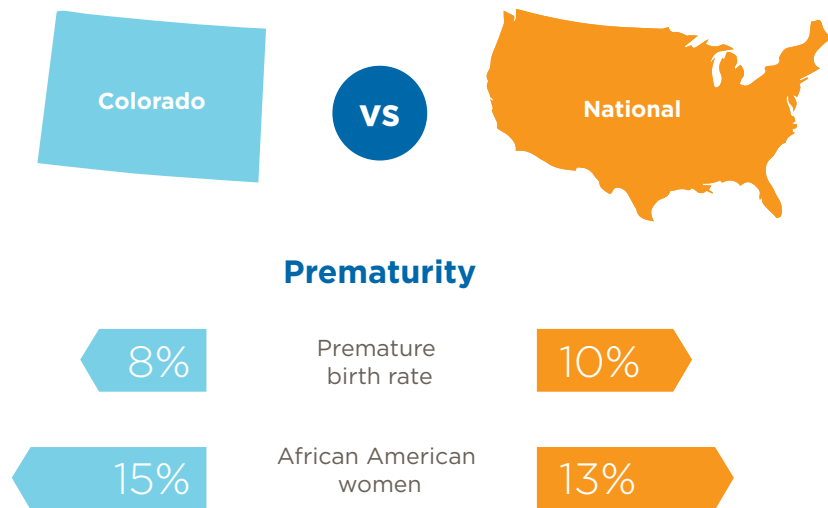 Colorado
vs
National
Prematurity
8%
Premature
birth rate
10%
15%
African American
women
13%